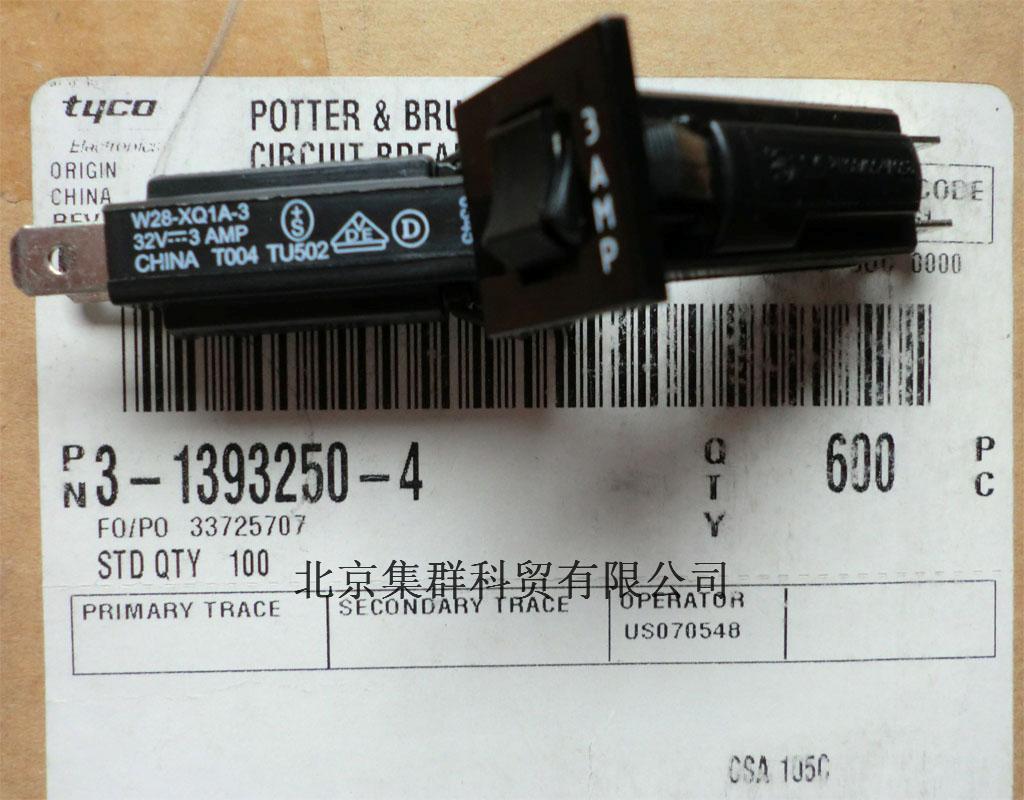 tyco
Electronics
POTTER & BRU
CIRCUIT BREA
ORIGIN
CHINA
REV
CODE
0000
3 AMP
W28-XQ1A-3
32V⎓3 AMP
CHINA T004 TU502
VDE
D
PN 3-1393250-4
QTY 600 PC
FO/PO 33725707
STD QTY 100
北京集群科贸有限公司
PRIMARY TRACE
SECONDARY TRACE
OPERATOR
US070548
CSA 105C